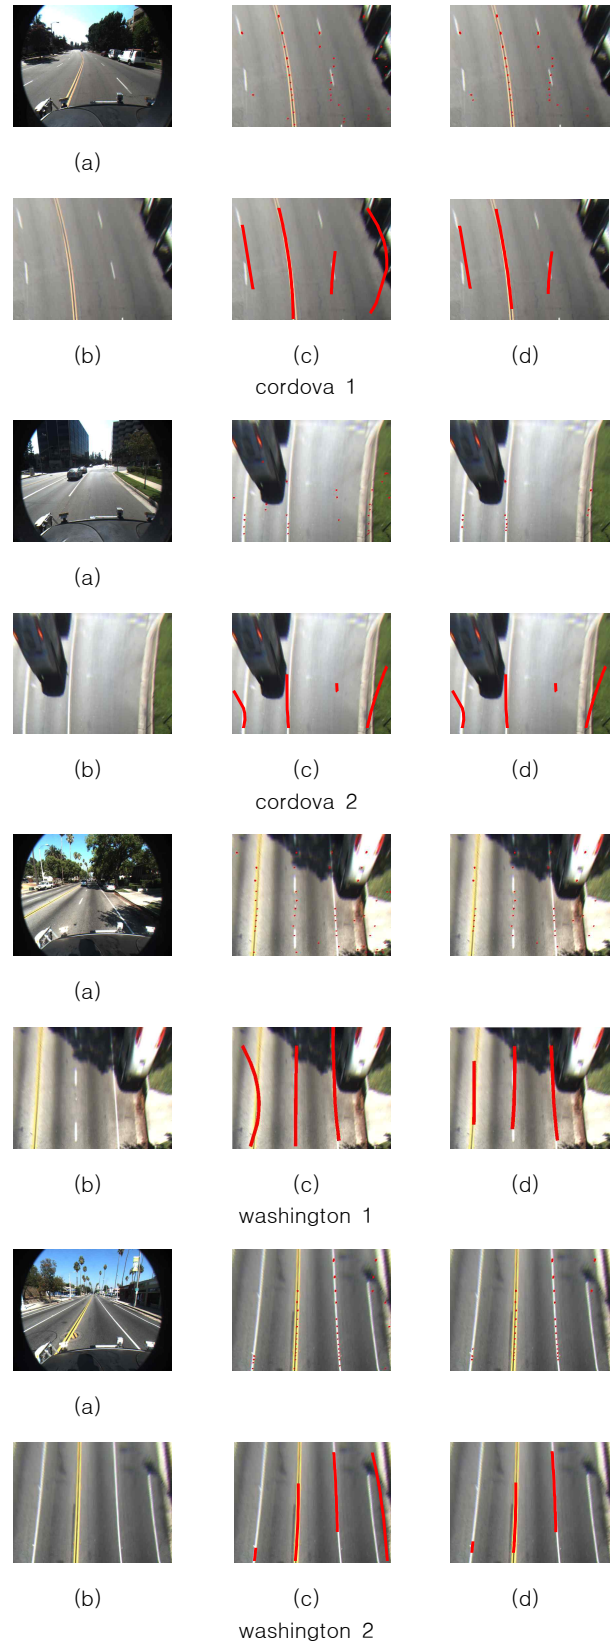 (a)
(b) (c) (d)
cordova 1
(a)
(b) (c) (d)
cordova 2
(a)
(b) (c) (d)
washington 1
(a)
(b) (c) (d)
washington 2